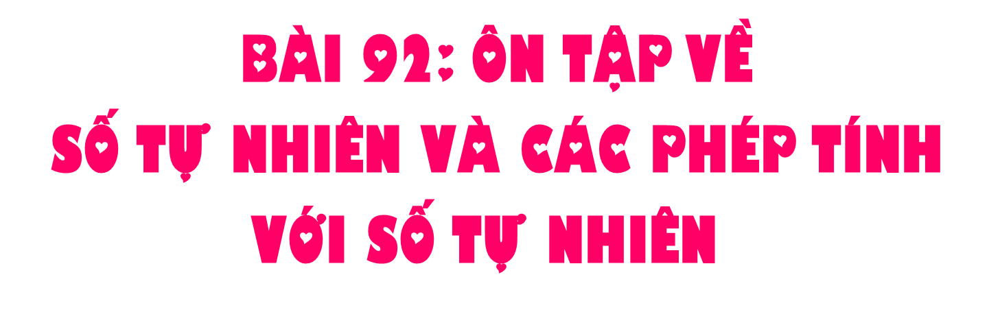 BÀI 92: ÔN TẬP VỀ
SỐ TỰ NHIÊN VÀ CÁC PHÉP TÍNH
VỚI SỐ TỰ NHIÊN